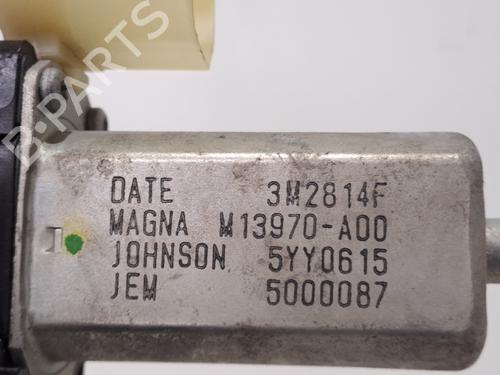 B-PARTS
DATE 3M2814F
MAGNA M13970-A00
JOHNSON 5YY0615
JEM 5000087